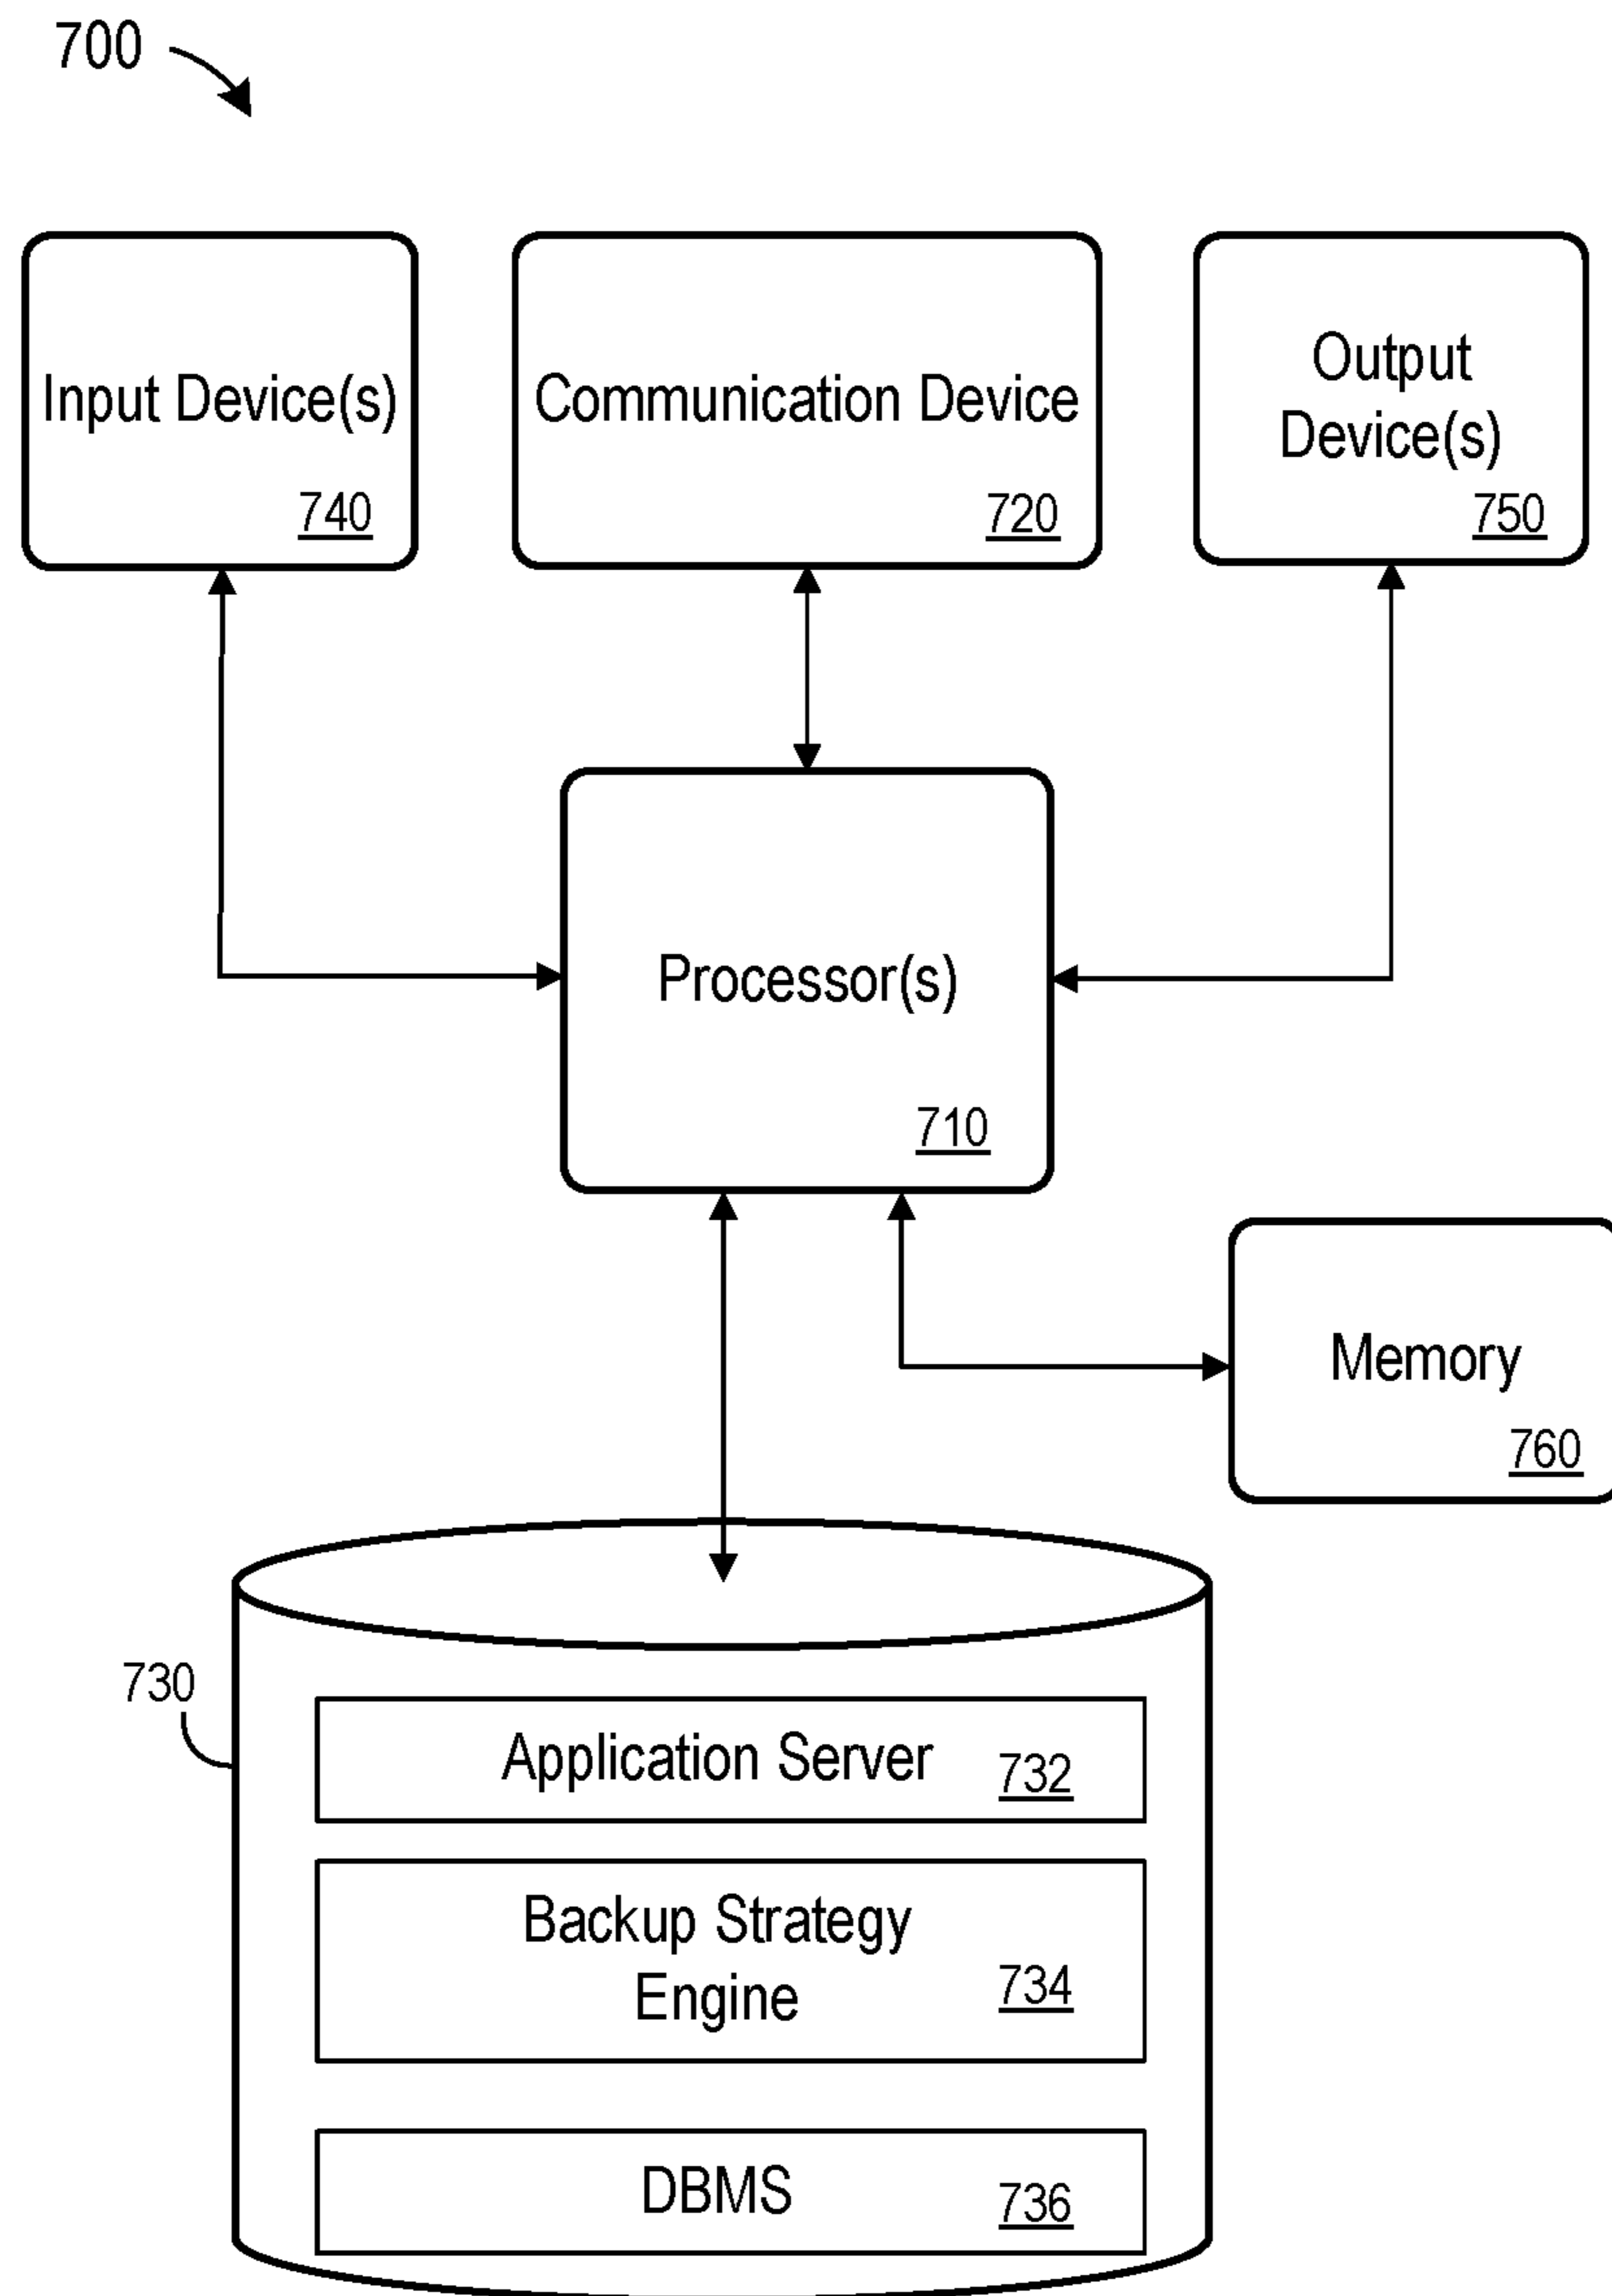 700
Input Device(s)
740
Communication Device
720
Output
Device(s)
750
Processor(s)
710
Memory
760
730
Application Server 732
Backup Strategy
Engine 734
DBMS 736